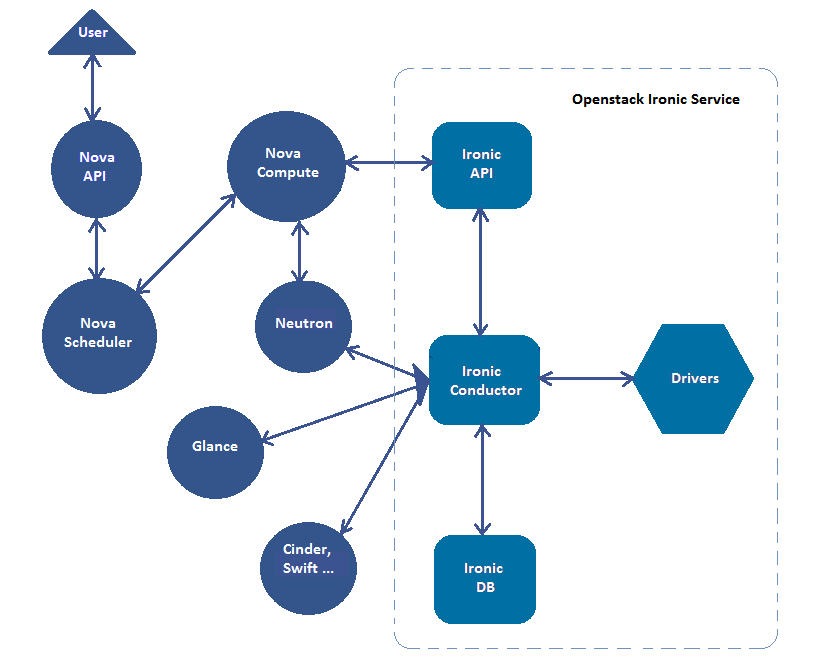 User
Openstack Ironic Service
Nova
API
Nova
Compute
Ironic
API
Nova
Scheduler
Neutron
Ironic
Conductor
Drivers
Glance
Cinder,
Swift ...
Ironic
DB